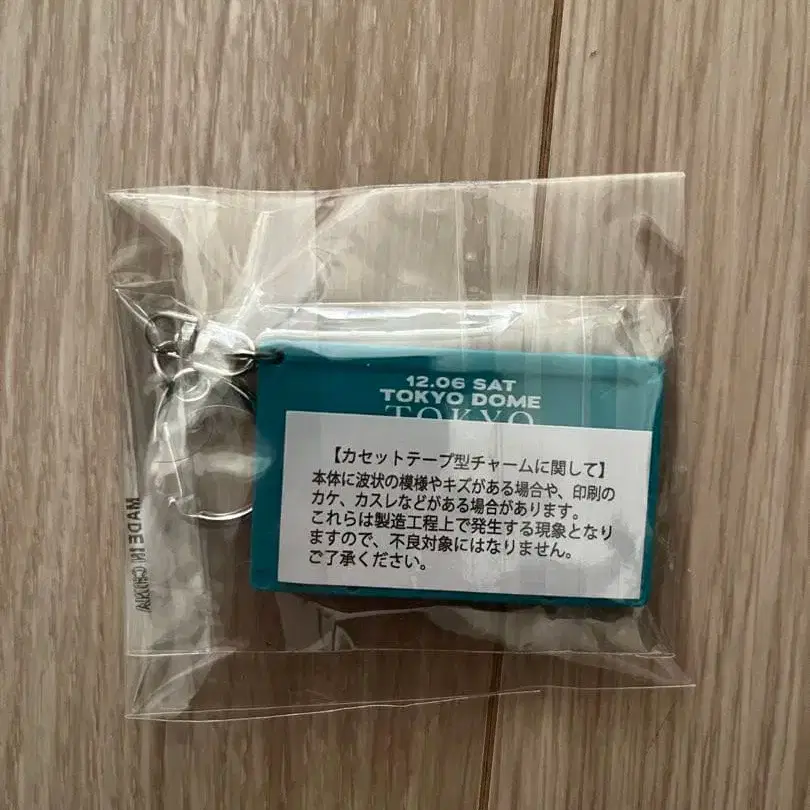 12.06 SAT
TOKYO DOME
TOKYO
【カセットテープ型チャームに関して】
本体に波状の模様やキズがある場合や、印刷の
カケ、カスレなどがある場合があります。
これらは製造工程上で発生する現象となり
ますので、不良対象にはなりません。
ご了承ください。
MADE IN CHINA